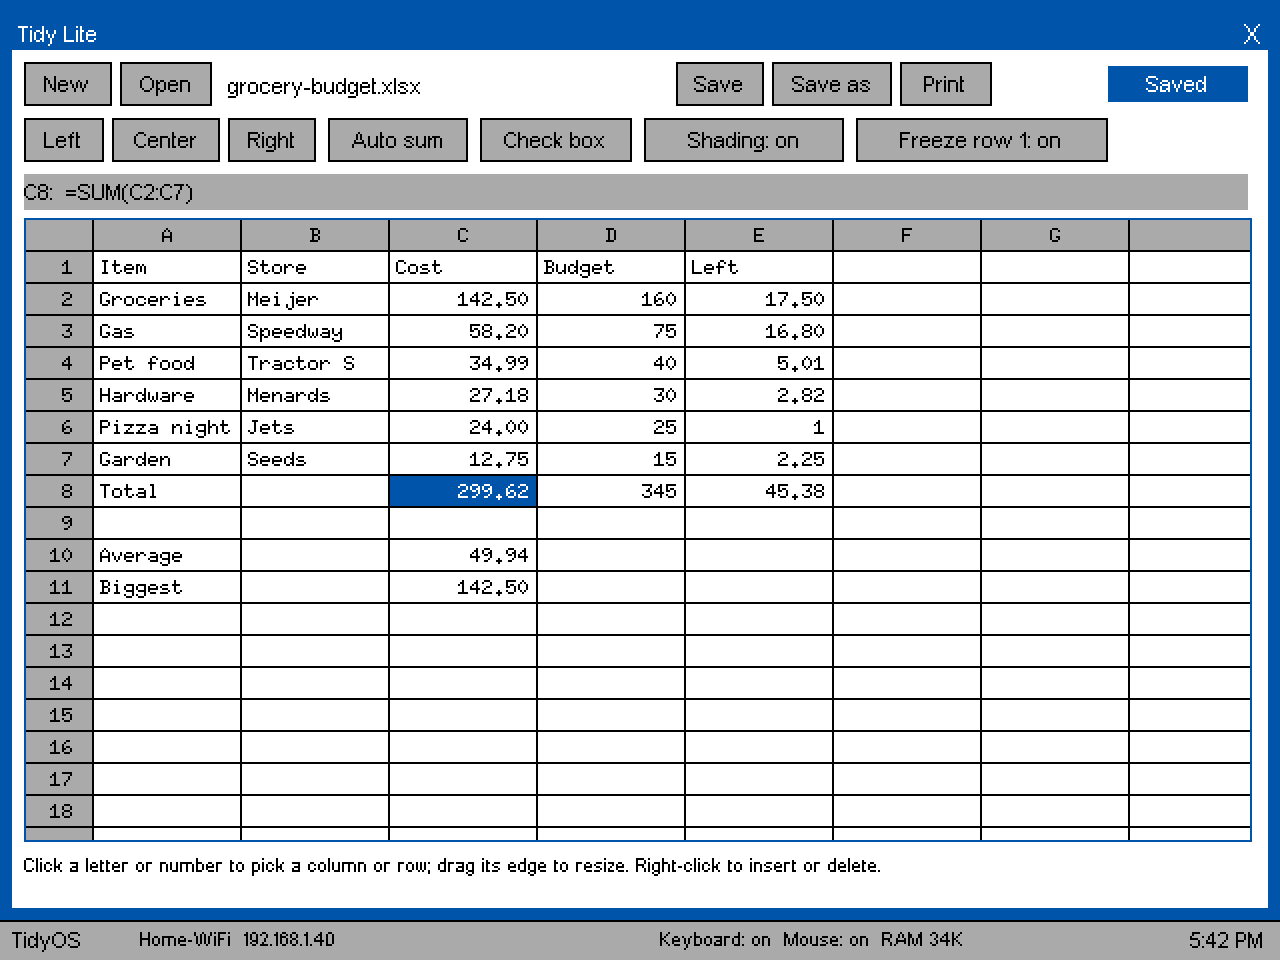 Tidy Lite X
New Open grocery-budget.xlsx Save Save as Print Saved
Left Center Right Auto sum Check box Shading: on Freeze row 1: on
C8: =SUM(C2:C7)
A B C D E F G
1 Item Store Cost Budget Left
2 Groceries Meijer 142.50 160 17.50
3 Gas Speedway 58.20 75 16.80
4 Pet food Tractor S 34.99 40 5.01
5 Hardware Menards 27.18 30 2.82
6 Pizza night Jets 24.00 25 1
7 Garden Seeds 12.75 15 2.25
8 Total 299.62 345 45.38
9
10 Average 49.94
11 Biggest 142.50
12
13
14
15
16
17
18
Click a letter or number to pick a column or row; drag its edge to resize. Right-click to insert or delete.
TidyOS Home-WiFi 192.168.1.40 Keyboard: on Mouse: on RAM 34K 5:42 PM